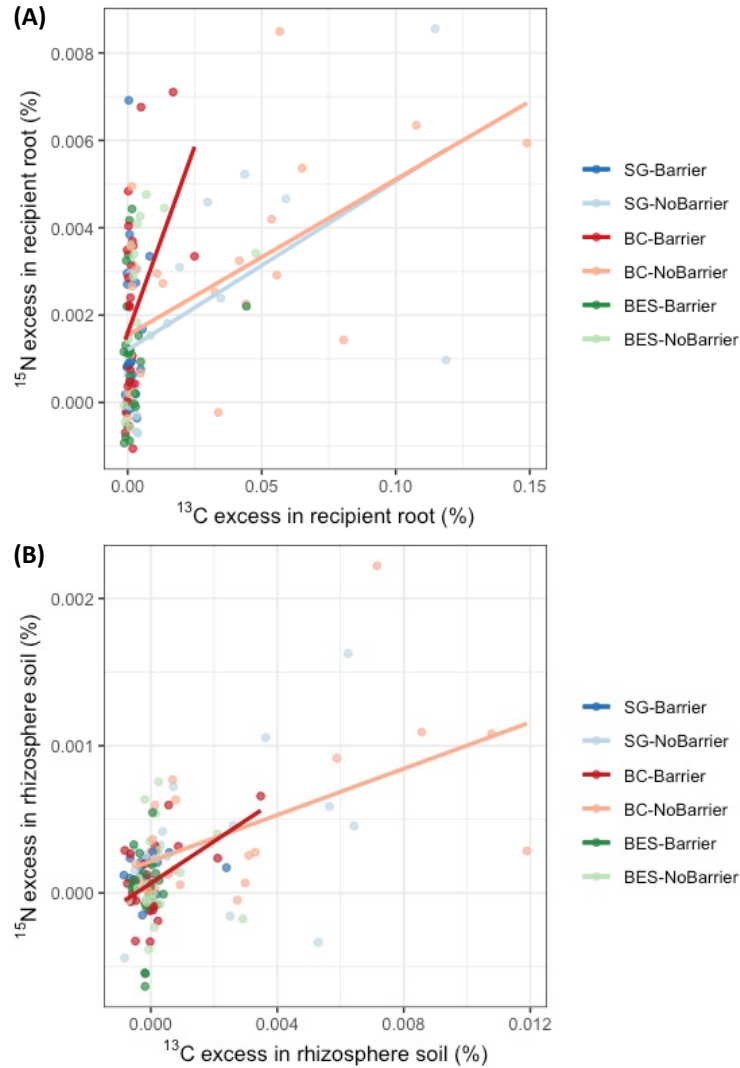 (A)
0.008
0.006
0.004
0.002
0.000
¹⁵N excess in recipient root (%)
0.00 0.05 0.10 0.15
¹³C excess in recipient root (%)
SG-Barrier
SG-NoBarrier
BC-Barrier
BC-NoBarrier
BES-Barrier
BES-NoBarrier
(B)
0.002
0.001
0.000
¹⁵N excess in rhizosphere soil (%)
0.000 0.004 0.008 0.012
¹³C excess in rhizosphere soil (%)
SG-Barrier
SG-NoBarrier
BC-Barrier
BC-NoBarrier
BES-Barrier
BES-NoBarrier